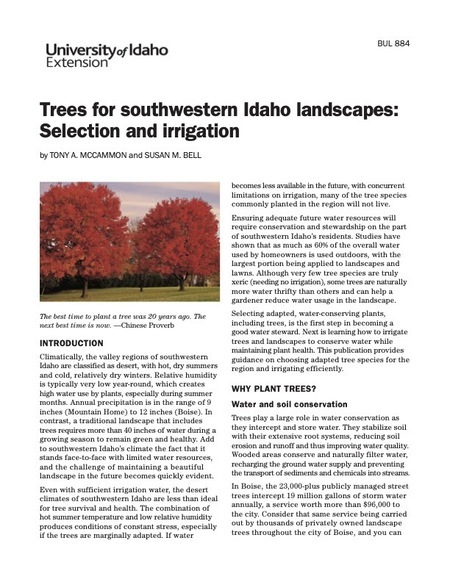 University of Idaho
Extension
BUL 884
Trees for southwestern Idaho landscapes:
Selection and irrigation
by TONY A. MCCAMMON and SUSAN M. BELL
The best time to plant a tree was 20 years ago. The
next best time is now. —Chinese Proverb
INTRODUCTION
Climatically, the valley regions of southwestern
Idaho are classified as desert, with hot, dry summers
and cold, relatively dry winters. Relative humidity
is typically very low year-round, which creates
high water use by plants, especially during summer
months. Annual precipitation is in the range of 9
inches (Mountain Home) to 12 inches (Boise). In
contrast, a traditional landscape that includes
trees requires more than 40 inches of water during a
growing season to remain green and healthy. Add
to southwestern Idaho's climate the fact that it
stands face-to-face with limited water resources,
and the challenge of maintaining a beautiful
landscape in the future becomes quickly evident.
Even with sufficient irrigation water, the desert
climates of southwestern Idaho are less than ideal
for tree survival and health. The combination of
hot summer temperature and low relative humidity
produces conditions of constant stress, especially
if the trees are marginally adapted. If water
becomes less available in the future, with concurrent
limitations on irrigation, many of the tree species
commonly planted in the region will not live.
Ensuring adequate future water resources will
require conservation and stewardship on the part
of southwestern Idaho's residents. Studies have
shown that as much as 60% of the overall water
used by homeowners is used outdoors, with the
largest portion being applied to landscapes and
lawns. Although very few tree species are truly
xeric (needing no irrigation), some trees are naturally
more water thrifty than others and can help a
gardener reduce water usage in the landscape.
Selecting adapted, water-conserving plants,
including trees, is the first step in becoming a
good water steward. Next is learning how to irrigate
trees and landscapes to conserve water while
maintaining plant health. This publication provides
guidance on choosing adapted tree species for the
region and irrigating efficiently.
WHY PLANT TREES?
Water and soil conservation
Trees play a large role in water conservation as
they intercept and store water. They stabilize soil
with their extensive root systems, reducing soil
erosion and runoff and thus improving water quality.
Wooded areas conserve and naturally filter water,
recharging the ground water supply and preventing
the transport of sediments and chemicals into streams.
In Boise, the 23,000-plus publicly managed street
trees intercept 19 million gallons of storm water
annually, a service worth more than $96,000 to
the city. Consider that same service being carried
out by thousands of privately owned landscape
trees throughout the city of Boise, and you can